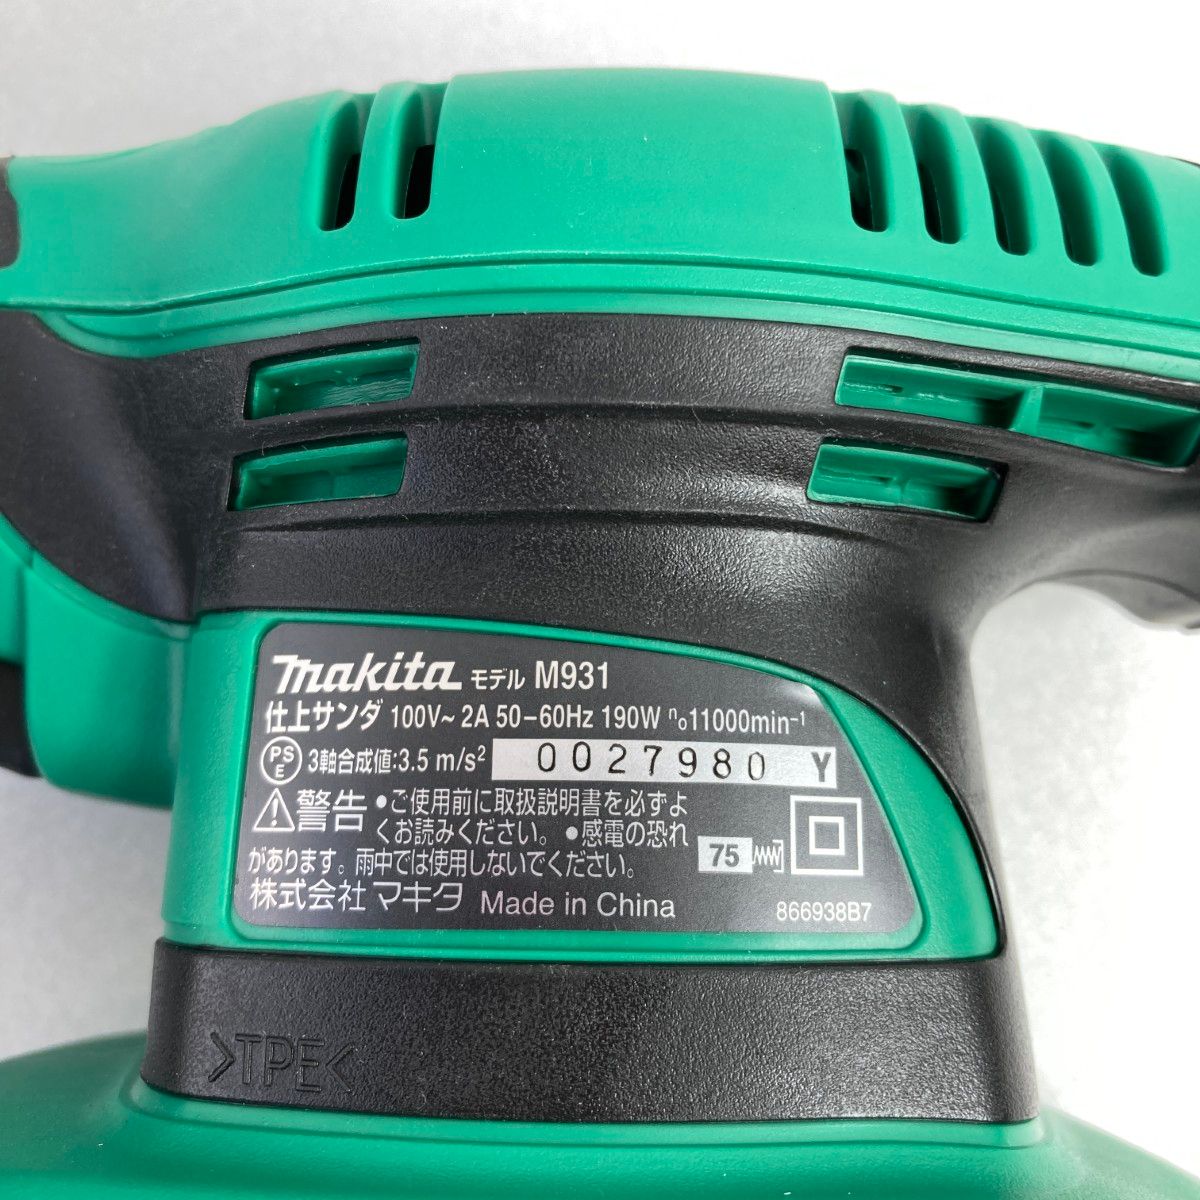 makita モデル M931
仕上サンダ 100V~ 2A 50-60Hz 190W n₀11000min⁻¹
PSE 3軸合成値:3.5 m/s² 0027980 Y
警告 •ご使用前に取扱説明書を必ずよ
くお読みください。 •感電の恐れ
があります。雨中では使用しないでください。
75
株式会社 マキタ Made in China
866938B7
>TPE<